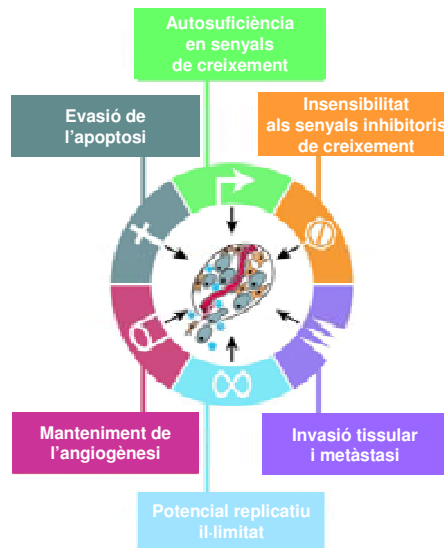 Autosuficiència
en senyals
de creixement
Evasió de
l'apoptosi
Insensibilitat
als senyals inhibitoris
de creixement
Manteniment de
l'angiogènesi
Invasió tissular
i metàstasi
Potencial replicatiu
il·limitat